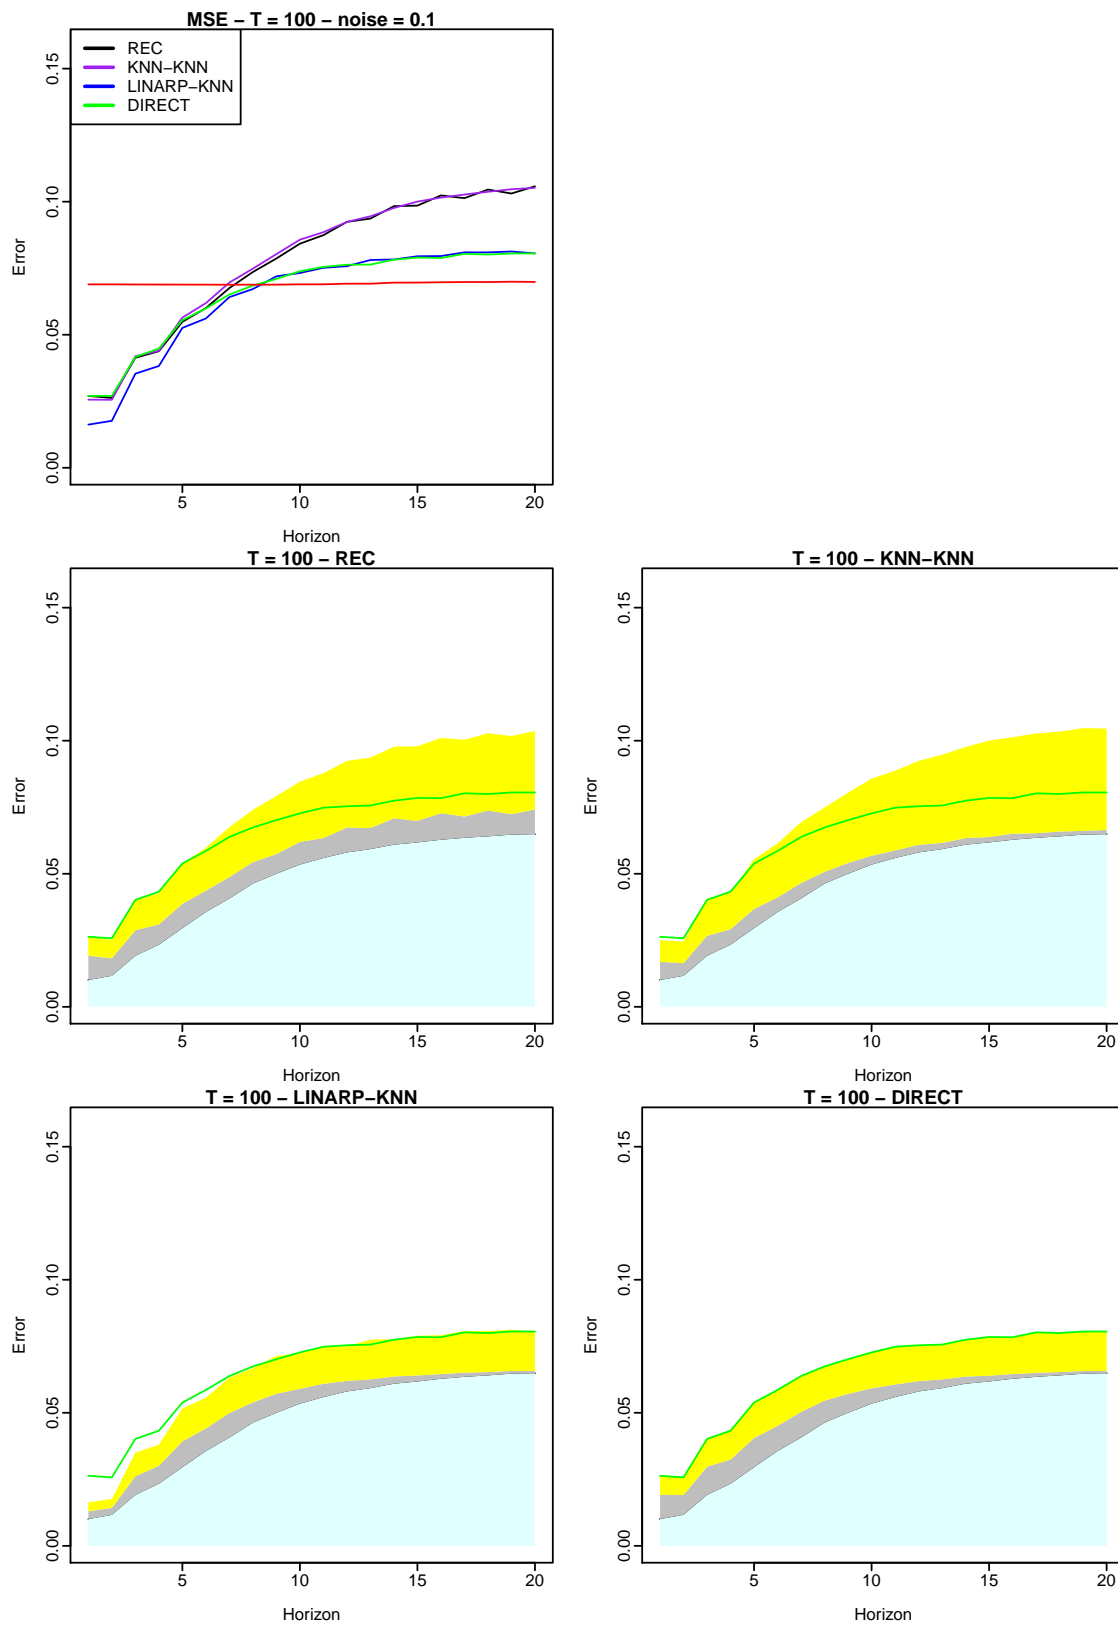 MSE − T = 100 − noise = 0.1
REC
KNN−KNN
LINARP−KNN
DIRECT
0.15
0.10
0.05
0.00
Error
5 10 15 20
Horizon
T = 100 − REC
0.15
0.10
0.05
0.00
Error
5 10 15 20
Horizon
T = 100 − KNN−KNN
0.15
0.10
0.05
0.00
Error
5 10 15 20
Horizon
T = 100 − LINARP−KNN
0.15
0.10
0.05
0.00
Error
5 10 15 20
Horizon
T = 100 − DIRECT
0.15
0.10
0.05
0.00
Error
5 10 15 20
Horizon